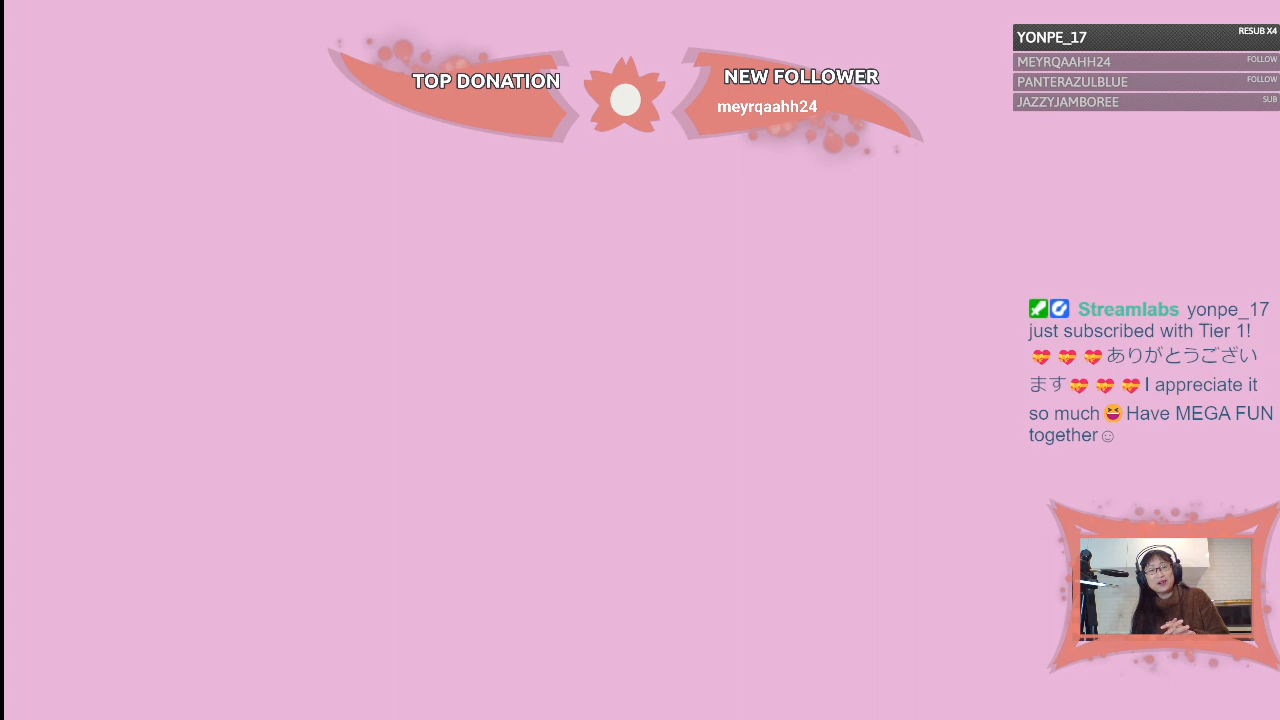 TOP DONATION
NEW FOLLOWER
meyrqaahh24
YONPE_17 RESUB X4
MEYRQAAHH24 FOLLOW
PANTERAZULBLUE FOLLOW
JAZZYJAMBOREE SUB
Streamlabs yonpe_17
just subscribed with Tier 1!
💝 💝 💝ありがとうござい
ます💝 💝 💝I appreciate it
so much😆Have MEGA FUN
together☺